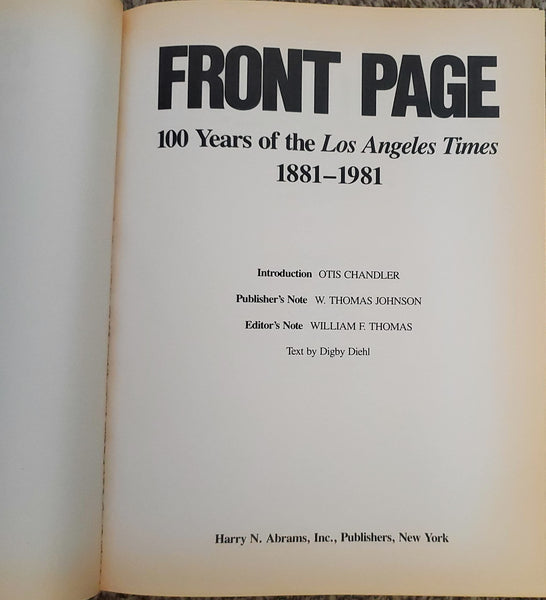 FRONT PAGE
100 Years of the Los Angeles Times
1881–1981
Introduction OTIS CHANDLER
Publisher's Note W. THOMAS JOHNSON
Editor's Note WILLIAM F. THOMAS
Text by Digby Diehl
Harry N. Abrams, Inc., Publishers, New York